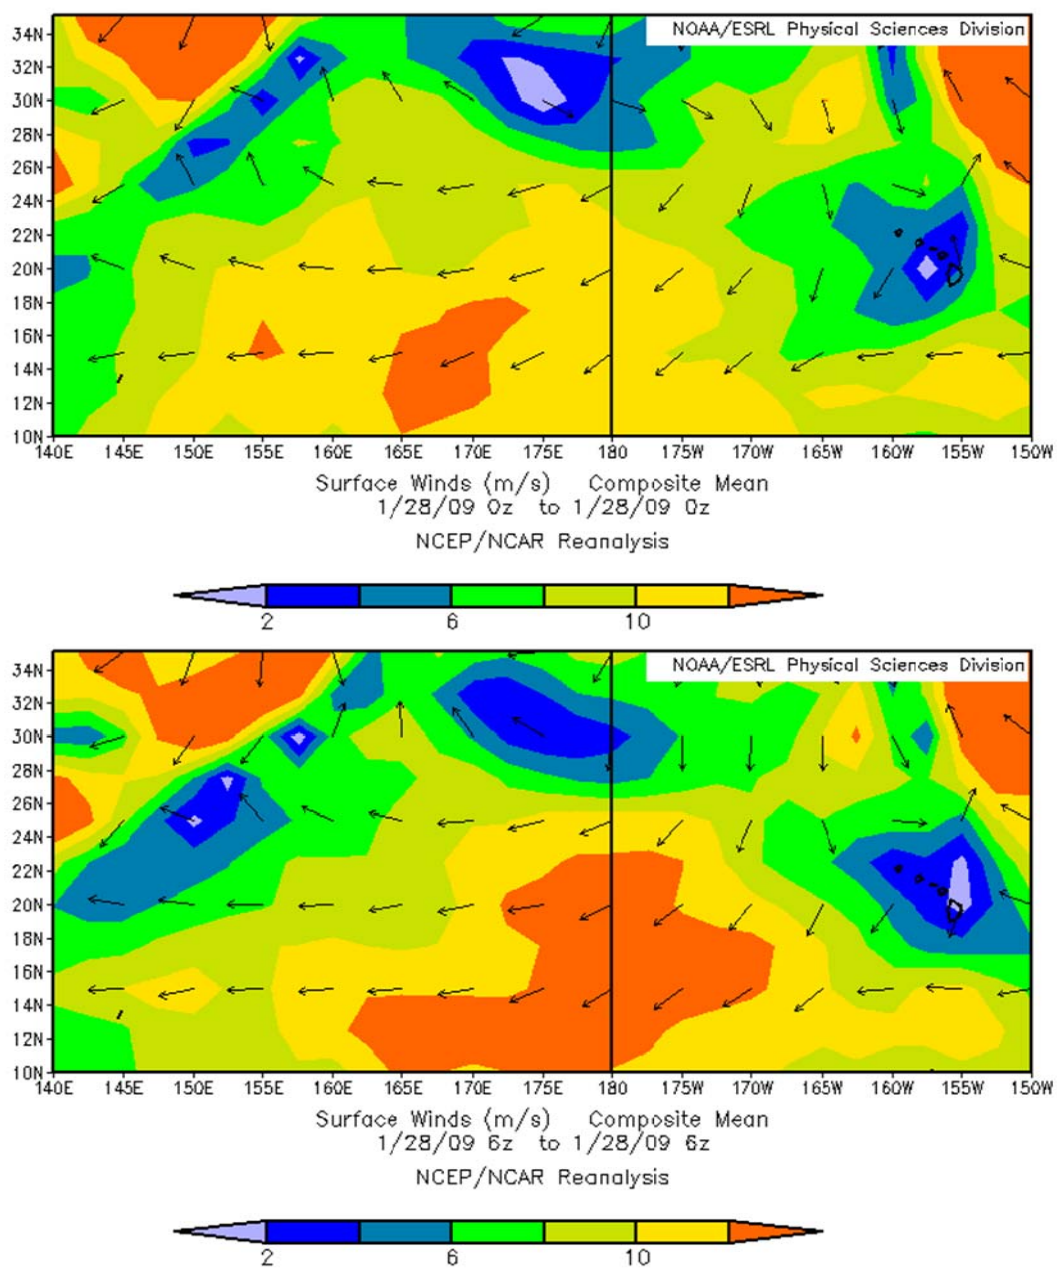 34N
NOAA/ESRL Physical Sciences Division
32N
30N
28N
26N
24N
22N
20N
18N
16N
14N
12N
10N
140E 145E 150E 155E 160E 165E 170E 175E 180 175W 170W 165W 160W 155W 150W
Surface Winds (m/s) Composite Mean
1/28/09 0z to 1/28/09 0z
NCEP/NCAR Reanalysis
2 6 10
34N
NOAA/ESRL Physical Sciences Division
32N
30N
28N
26N
24N
22N
20N
18N
16N
14N
12N
10N
140E 145E 150E 155E 160E 165E 170E 175E 180 175W 170W 165W 160W 155W 150W
Surface Winds (m/s) Composite Mean
1/28/09 6z to 1/28/09 6z
NCEP/NCAR Reanalysis
2 6 10